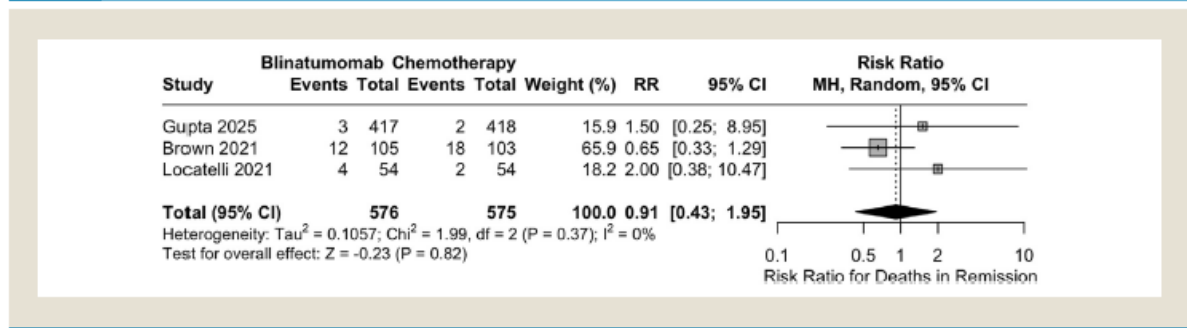 Blinatumomab Chemotherapy Risk Ratio
Study Events Total Events Total Weight (%) RR 95% CI MH, Random, 95% CI
Gupta 2025 3 417 2 418 15.9 1.50 [0.25; 8.95]
Brown 2021 12 105 18 103 65.9 0.65 [0.33; 1.29]
Locatelli 2021 4 54 2 54 18.2 2.00 [0.38; 10.47]
Total (95% CI) 576 575 100.0 0.91 [0.43; 1.95]
Heterogeneity: Tau² = 0.1057; Chi² = 1.99, df = 2 (P = 0.37); I² = 0%
Test for overall effect: Z = -0.23 (P = 0.82)
0.1 0.5 1 2 10
Risk Ratio for Deaths in Remission